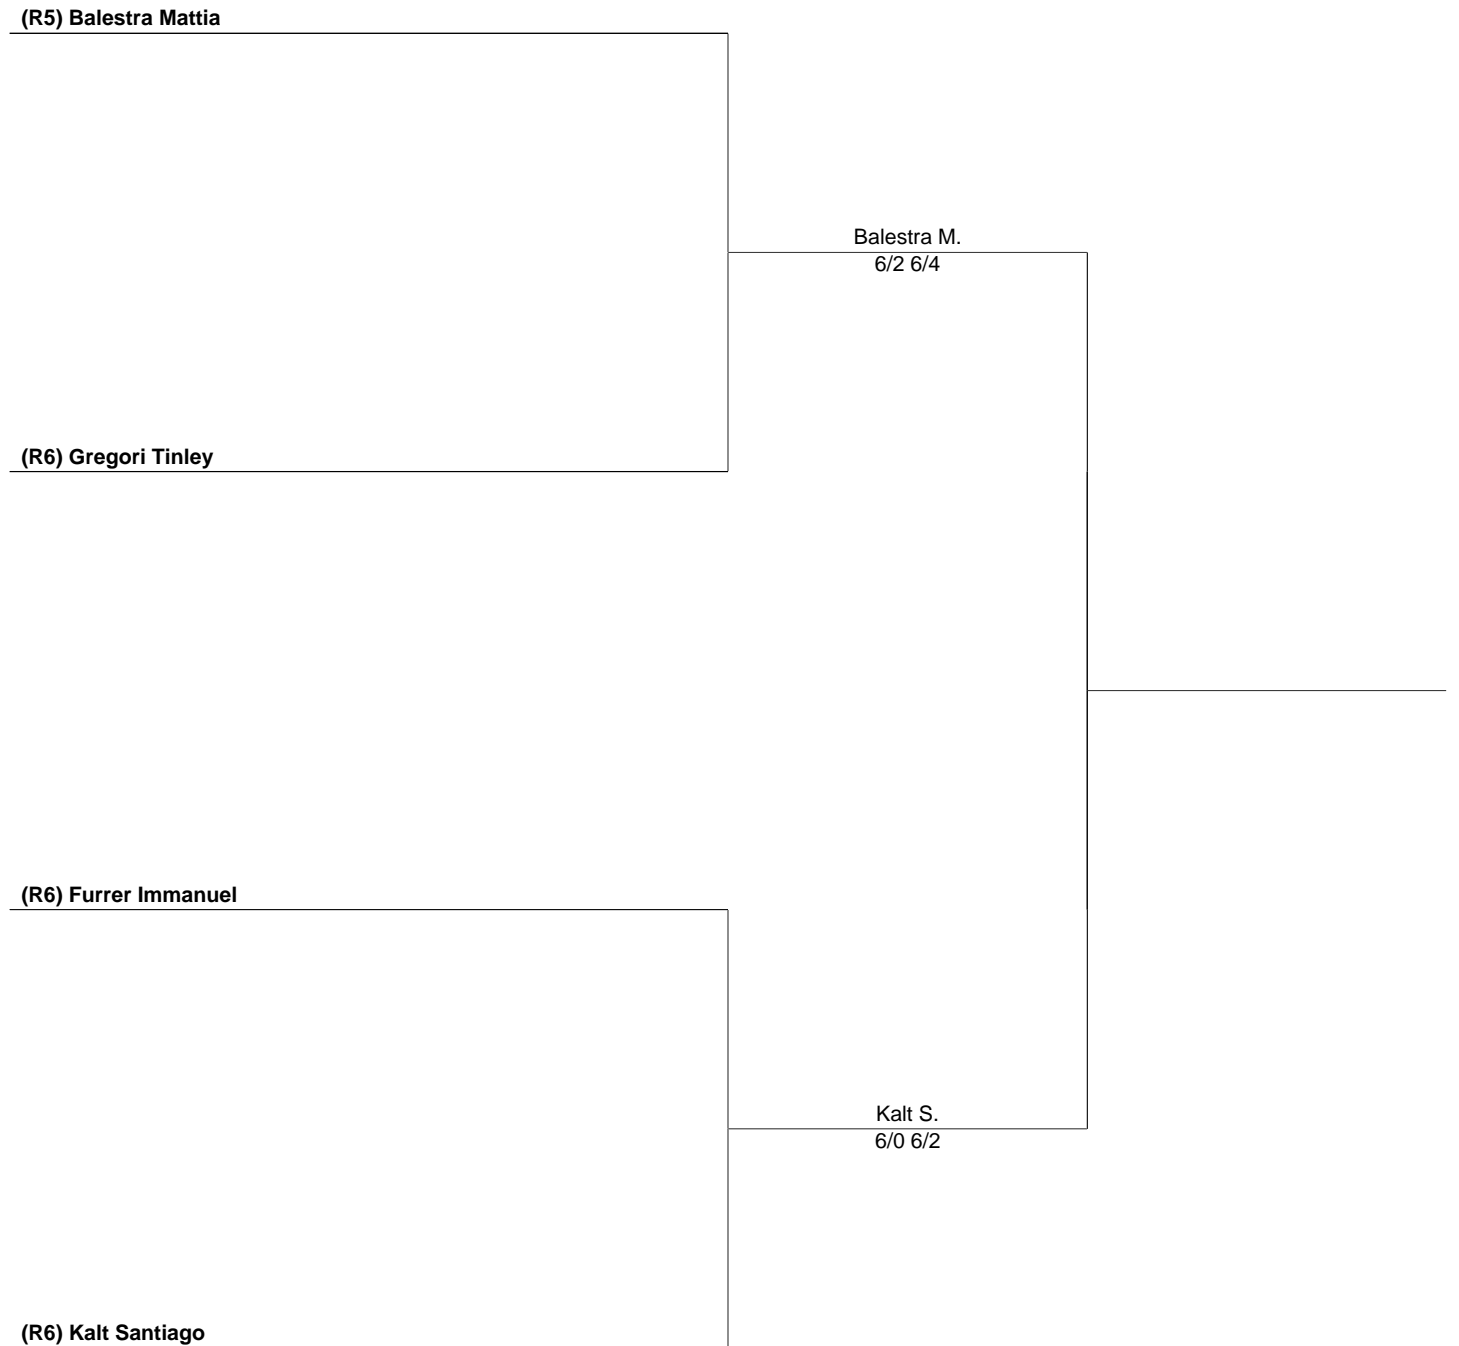 (R5) Balestra Mattia
Balestra M.
6/2 6/4
(R6) Gregori Tinley
(R6) Furrer Immanuel
Kalt S.
6/0 6/2
(R6) Kalt Santiago